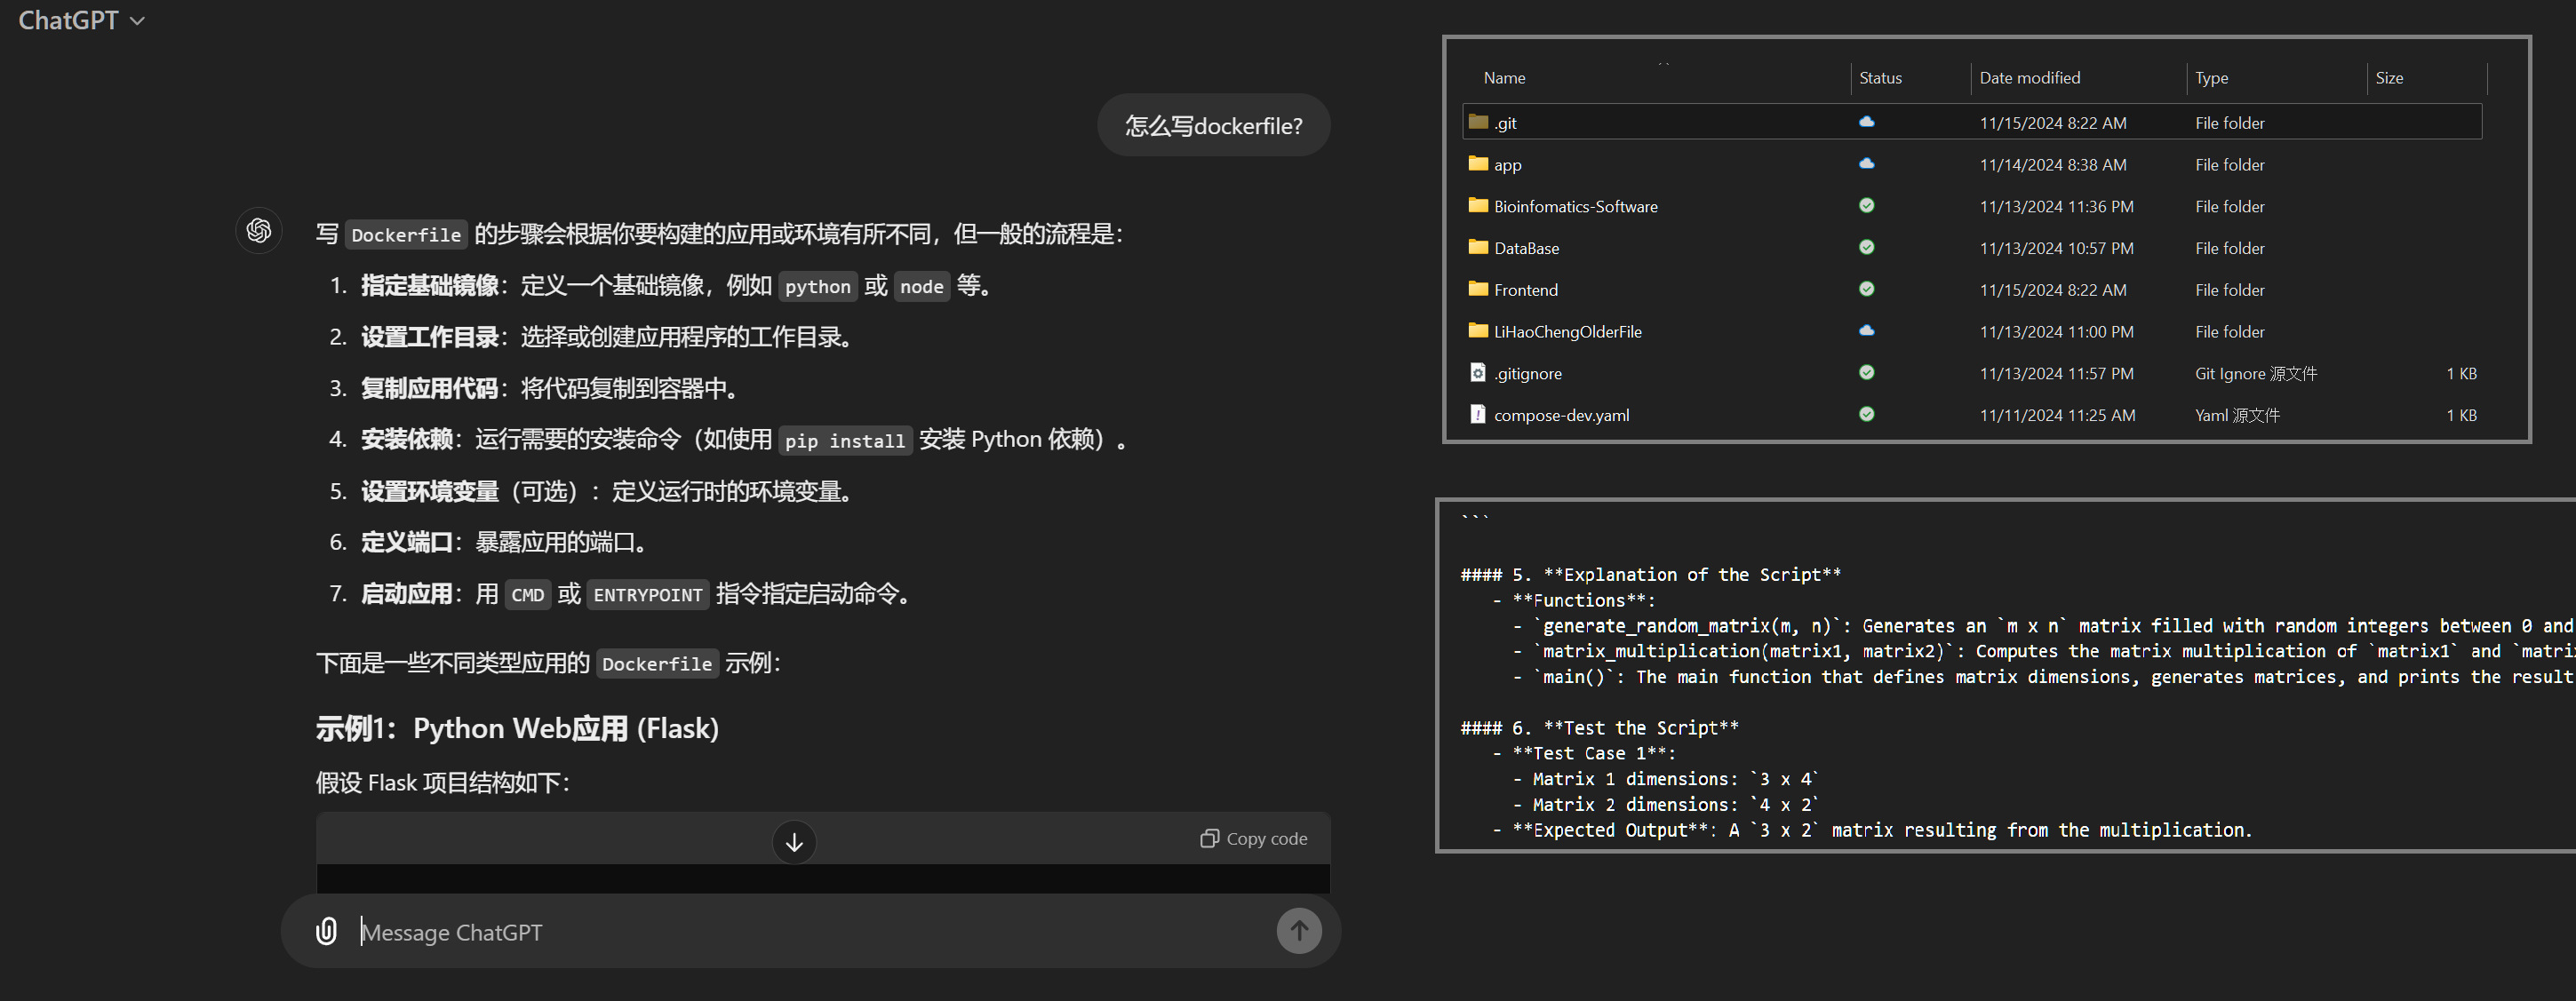 ChatGPT
怎么写dockerfile?
写 Dockerfile 的步骤会根据你要构建的应用或环境有所不同，但一般的流程是：
1. 指定基础镜像：定义一个基础镜像，例如 python 或 node 等。
2. 设置工作目录：选择或创建应用程序的工作目录。
3. 复制应用代码：将代码复制到容器中。
4. 安装依赖：运行需要的安装命令（如使用 pip install 安装 Python 依赖）。
5. 设置环境变量（可选）：定义运行时的环境变量。
6. 定义端口：暴露应用的端口。
7. 启动应用：用 CMD 或 ENTRYPOINT 指令指定启动命令。
下面是一些不同类型应用的 Dockerfile 示例：
示例1：Python Web应用 (Flask)
假设 Flask 项目结构如下：
Copy code
Message ChatGPT
Name Status Date modified Type Size
.git 11/15/2024 8:22 AM File folder
app 11/14/2024 8:38 AM File folder
Bioinfomatics-Software 11/13/2024 11:36 PM File folder
DataBase 11/13/2024 10:57 PM File folder
Frontend 11/15/2024 8:22 AM File folder
LiHaoChengOlderFile 11/13/2024 11:00 PM File folder
.gitignore 11/13/2024 11:57 PM Git Ignore 源文件 1 KB
compose-dev.yaml 11/11/2024 11:25 AM Yaml 源文件 1 KB
```
#### 5. **Explanation of the Script**
- **Functions**:
- `generate_random_matrix(m, n)`: Generates an `m x n` matrix filled with random integers between 0 and
- `matrix_multiplication(matrix1, matrix2)`: Computes the matrix multiplication of `matrix1` and `matri
- `main()`: The main function that defines matrix dimensions, generates matrices, and prints the result
#### 6. **Test the Script**
- **Test Case 1**:
- Matrix 1 dimensions: `3 x 4`
- Matrix 2 dimensions: `4 x 2`
- **Expected Output**: A `3 x 2` matrix resulting from the multiplication.